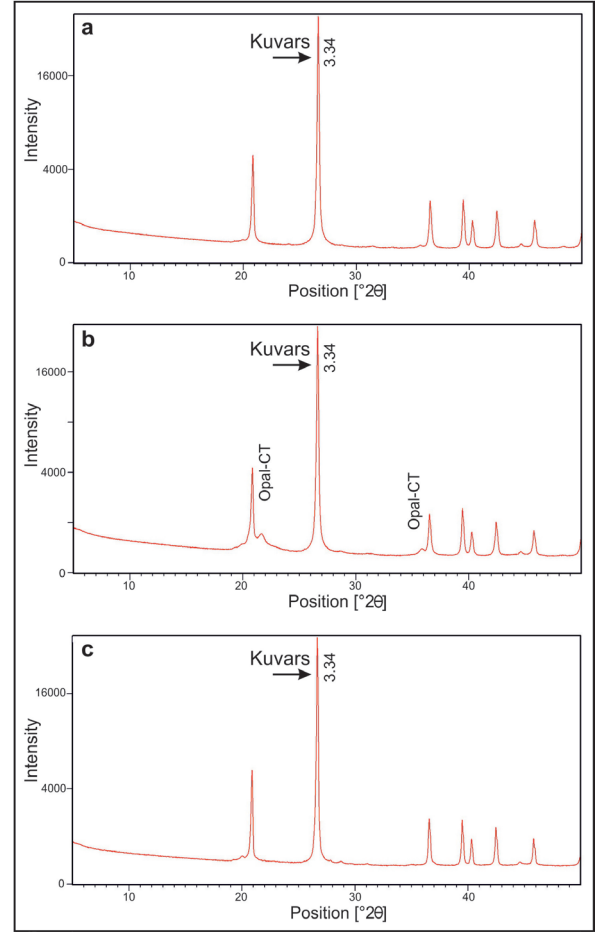 a
Kuvars
3.34
16000
4000
0
Intensity
10
20
30
40
Position [°2θ]
b
Kuvars
3.34
16000
Opal-CT
Opal-CT
4000
0
Intensity
10
20
30
40
Position [°2θ]
c
Kuvars
3.34
16000
4000
0
Intensity
10
20
30
40
Position [°2θ]